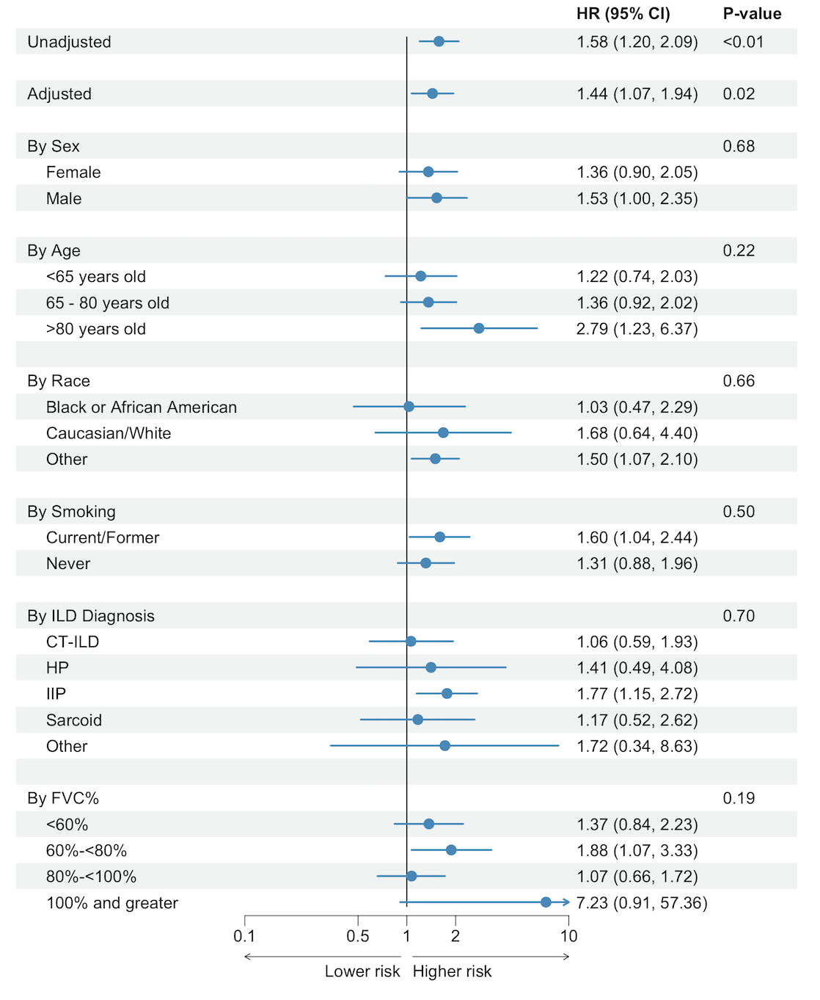 HR (95% CI) P-value
Unadjusted 1.58 (1.20, 2.09) <0.01
Adjusted 1.44 (1.07, 1.94) 0.02
By Sex 0.68
Female 1.36 (0.90, 2.05)
Male 1.53 (1.00, 2.35)
By Age 0.22
<65 years old 1.22 (0.74, 2.03)
65 - 80 years old 1.36 (0.92, 2.02)
>80 years old 2.79 (1.23, 6.37)
By Race 0.66
Black or African American 1.03 (0.47, 2.29)
Caucasian/White 1.68 (0.64, 4.40)
Other 1.50 (1.07, 2.10)
By Smoking 0.50
Current/Former 1.60 (1.04, 2.44)
Never 1.31 (0.88, 1.96)
By ILD Diagnosis 0.70
CT-ILD 1.06 (0.59, 1.93)
HP 1.41 (0.49, 4.08)
IIP 1.77 (1.15, 2.72)
Sarcoid 1.17 (0.52, 2.62)
Other 1.72 (0.34, 8.63)
By FVC% 0.19
<60% 1.37 (0.84, 2.23)
60%-<80% 1.88 (1.07, 3.33)
80%-<100% 1.07 (0.66, 1.72)
100% and greater 7.23 (0.91, 57.36)
0.1 0.5 1 2 10
Lower risk Higher risk